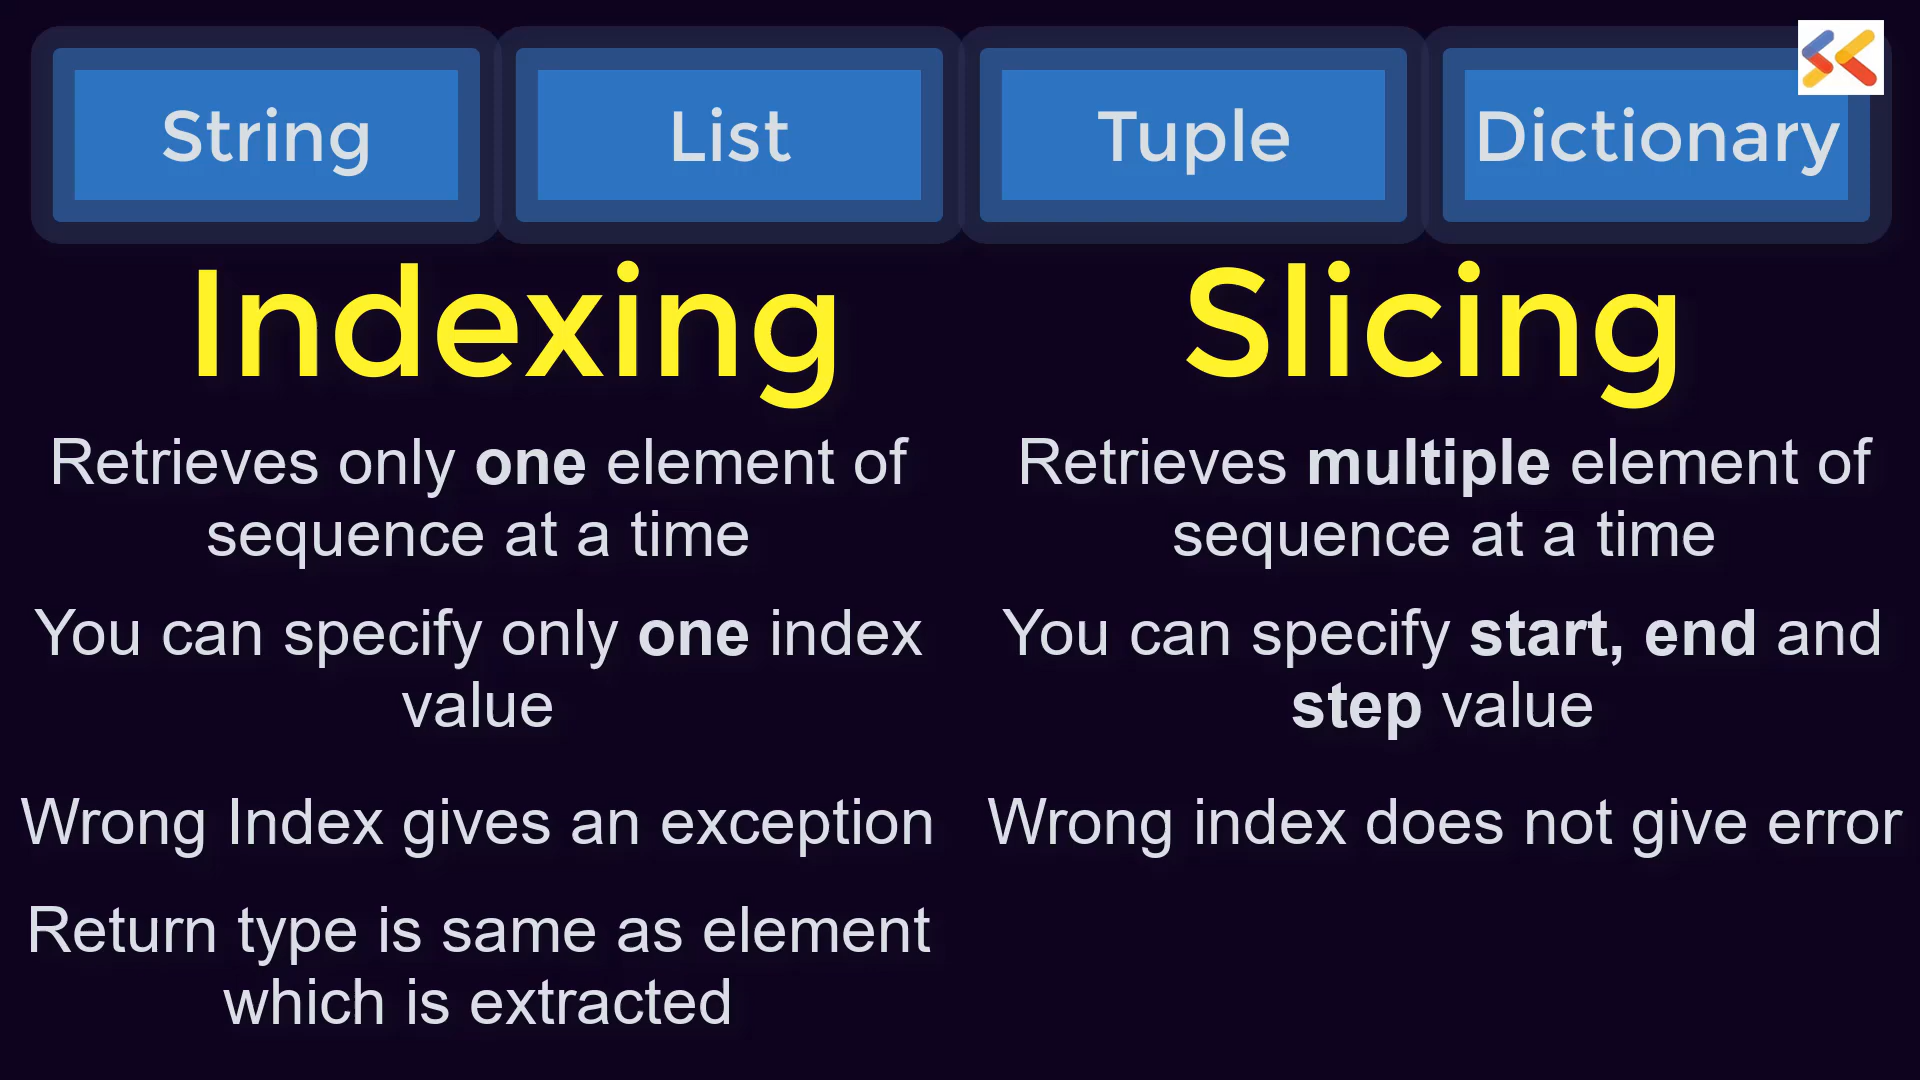 String
List
Tuple
Dictionary
Indexing
Slicing
Retrieves only one element of
sequence at a time
Retrieves multiple element of
sequence at a time
You can specify only one index
value
You can specify start, end and
step value
Wrong Index gives an exception
Wrong index does not give error
Return type is same as element
which is extracted